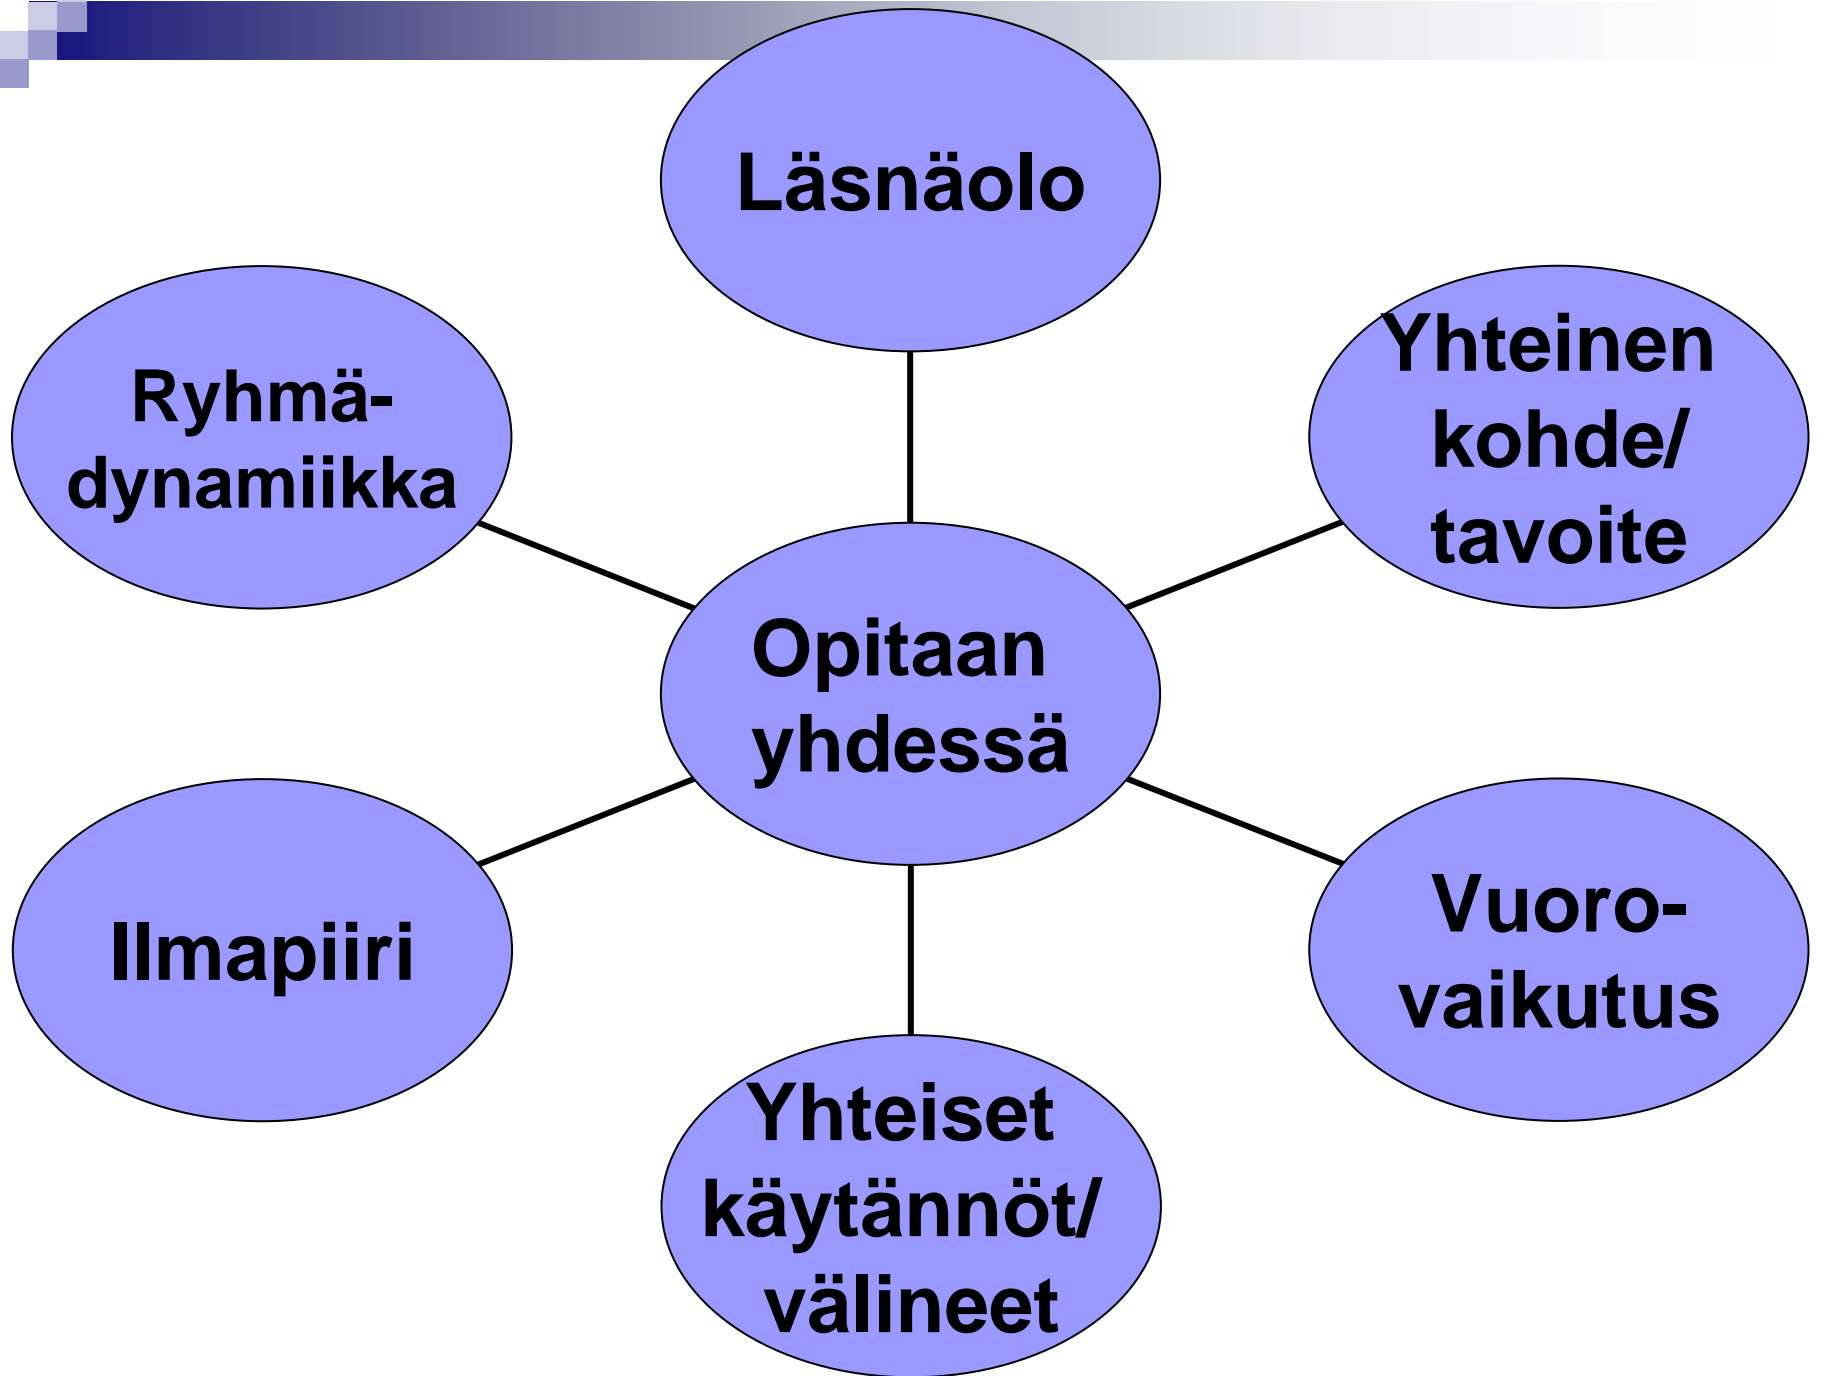 Läsnäolo
Yhteinen
kohde/
tavoite
Ryhmä-
dynamiikka
Opitaan
yhdessä
Vuoro-
vaikutus
Ilmapiiri
Yhteiset
käytännöt/
välineet